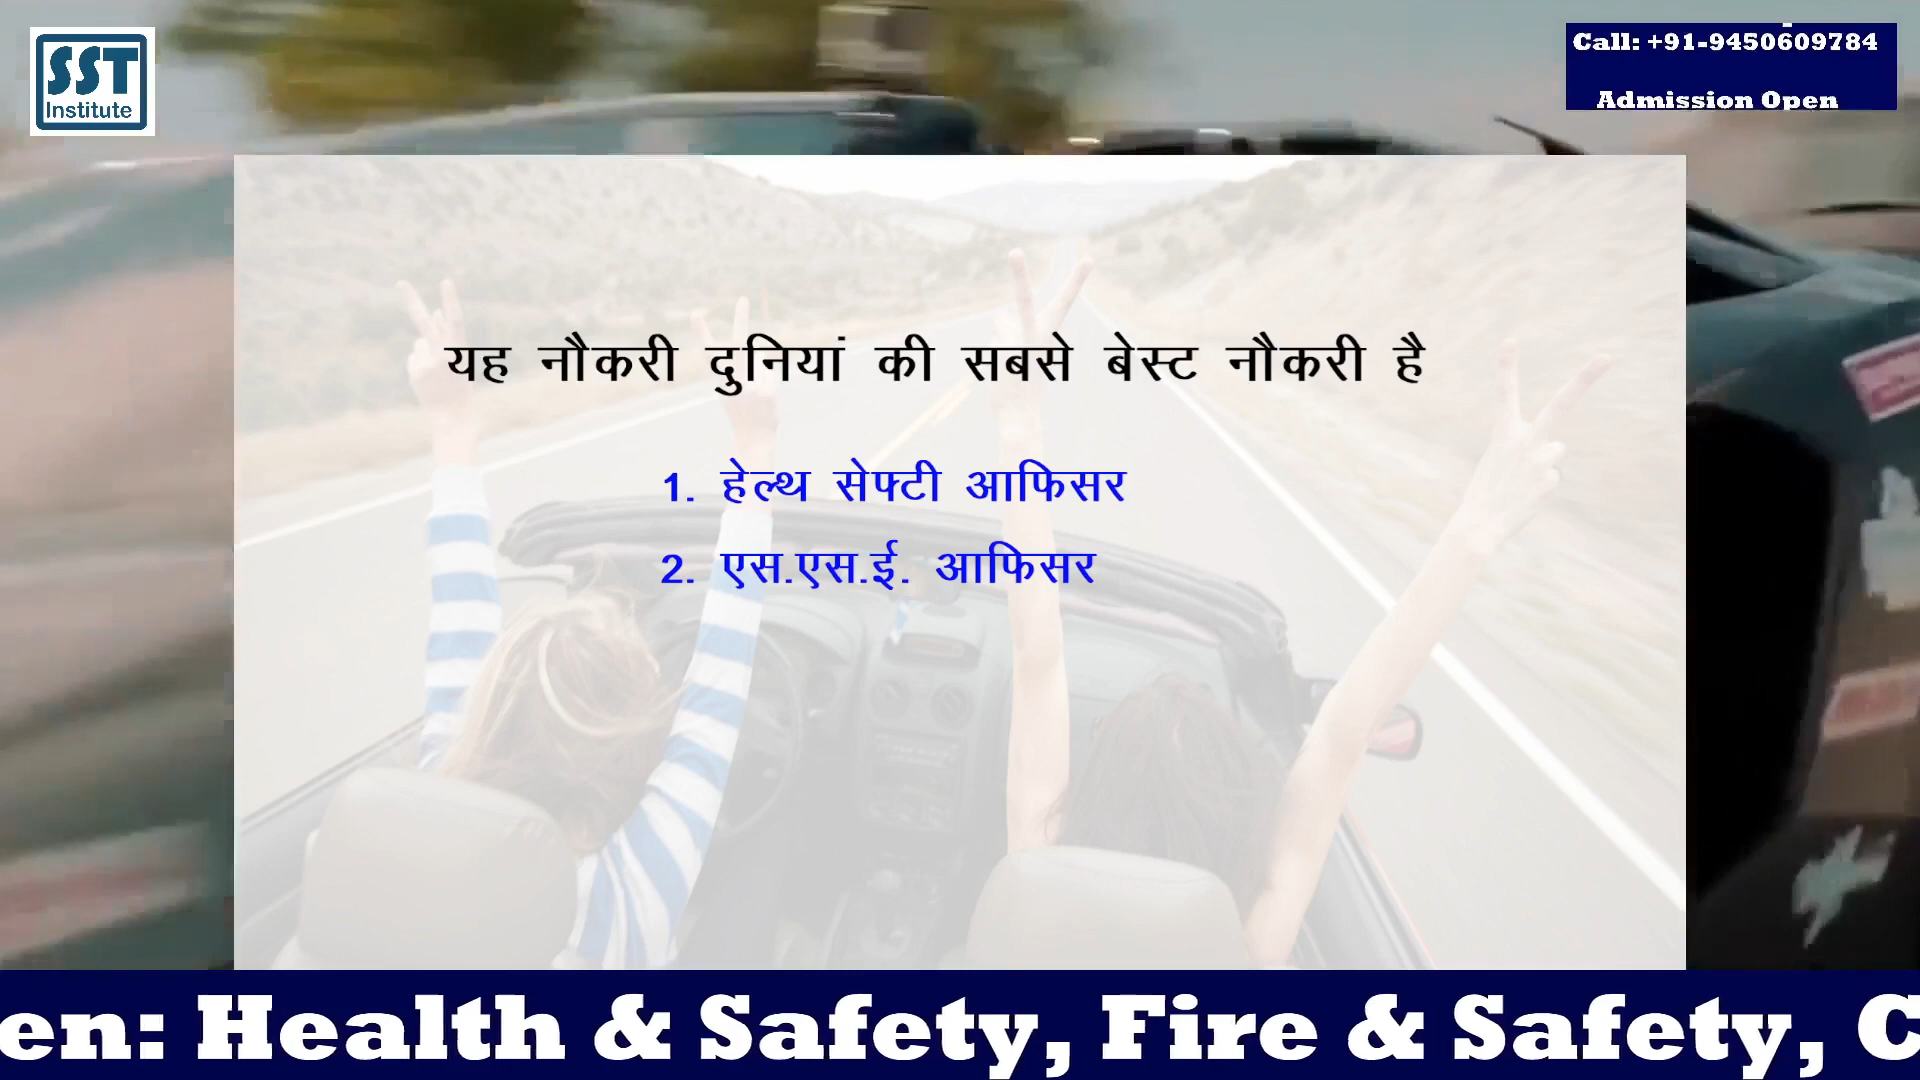 SST
Institute
Call: +91-9450609784
Admission Open
यह नौकरी दुनियां की सबसे बेस्ट नौकरी है
1. हेल्थ सेफ्टी आफिसर
2. एस.एस.ई. आफिसर
en: Health & Safety, Fire & Safety, C